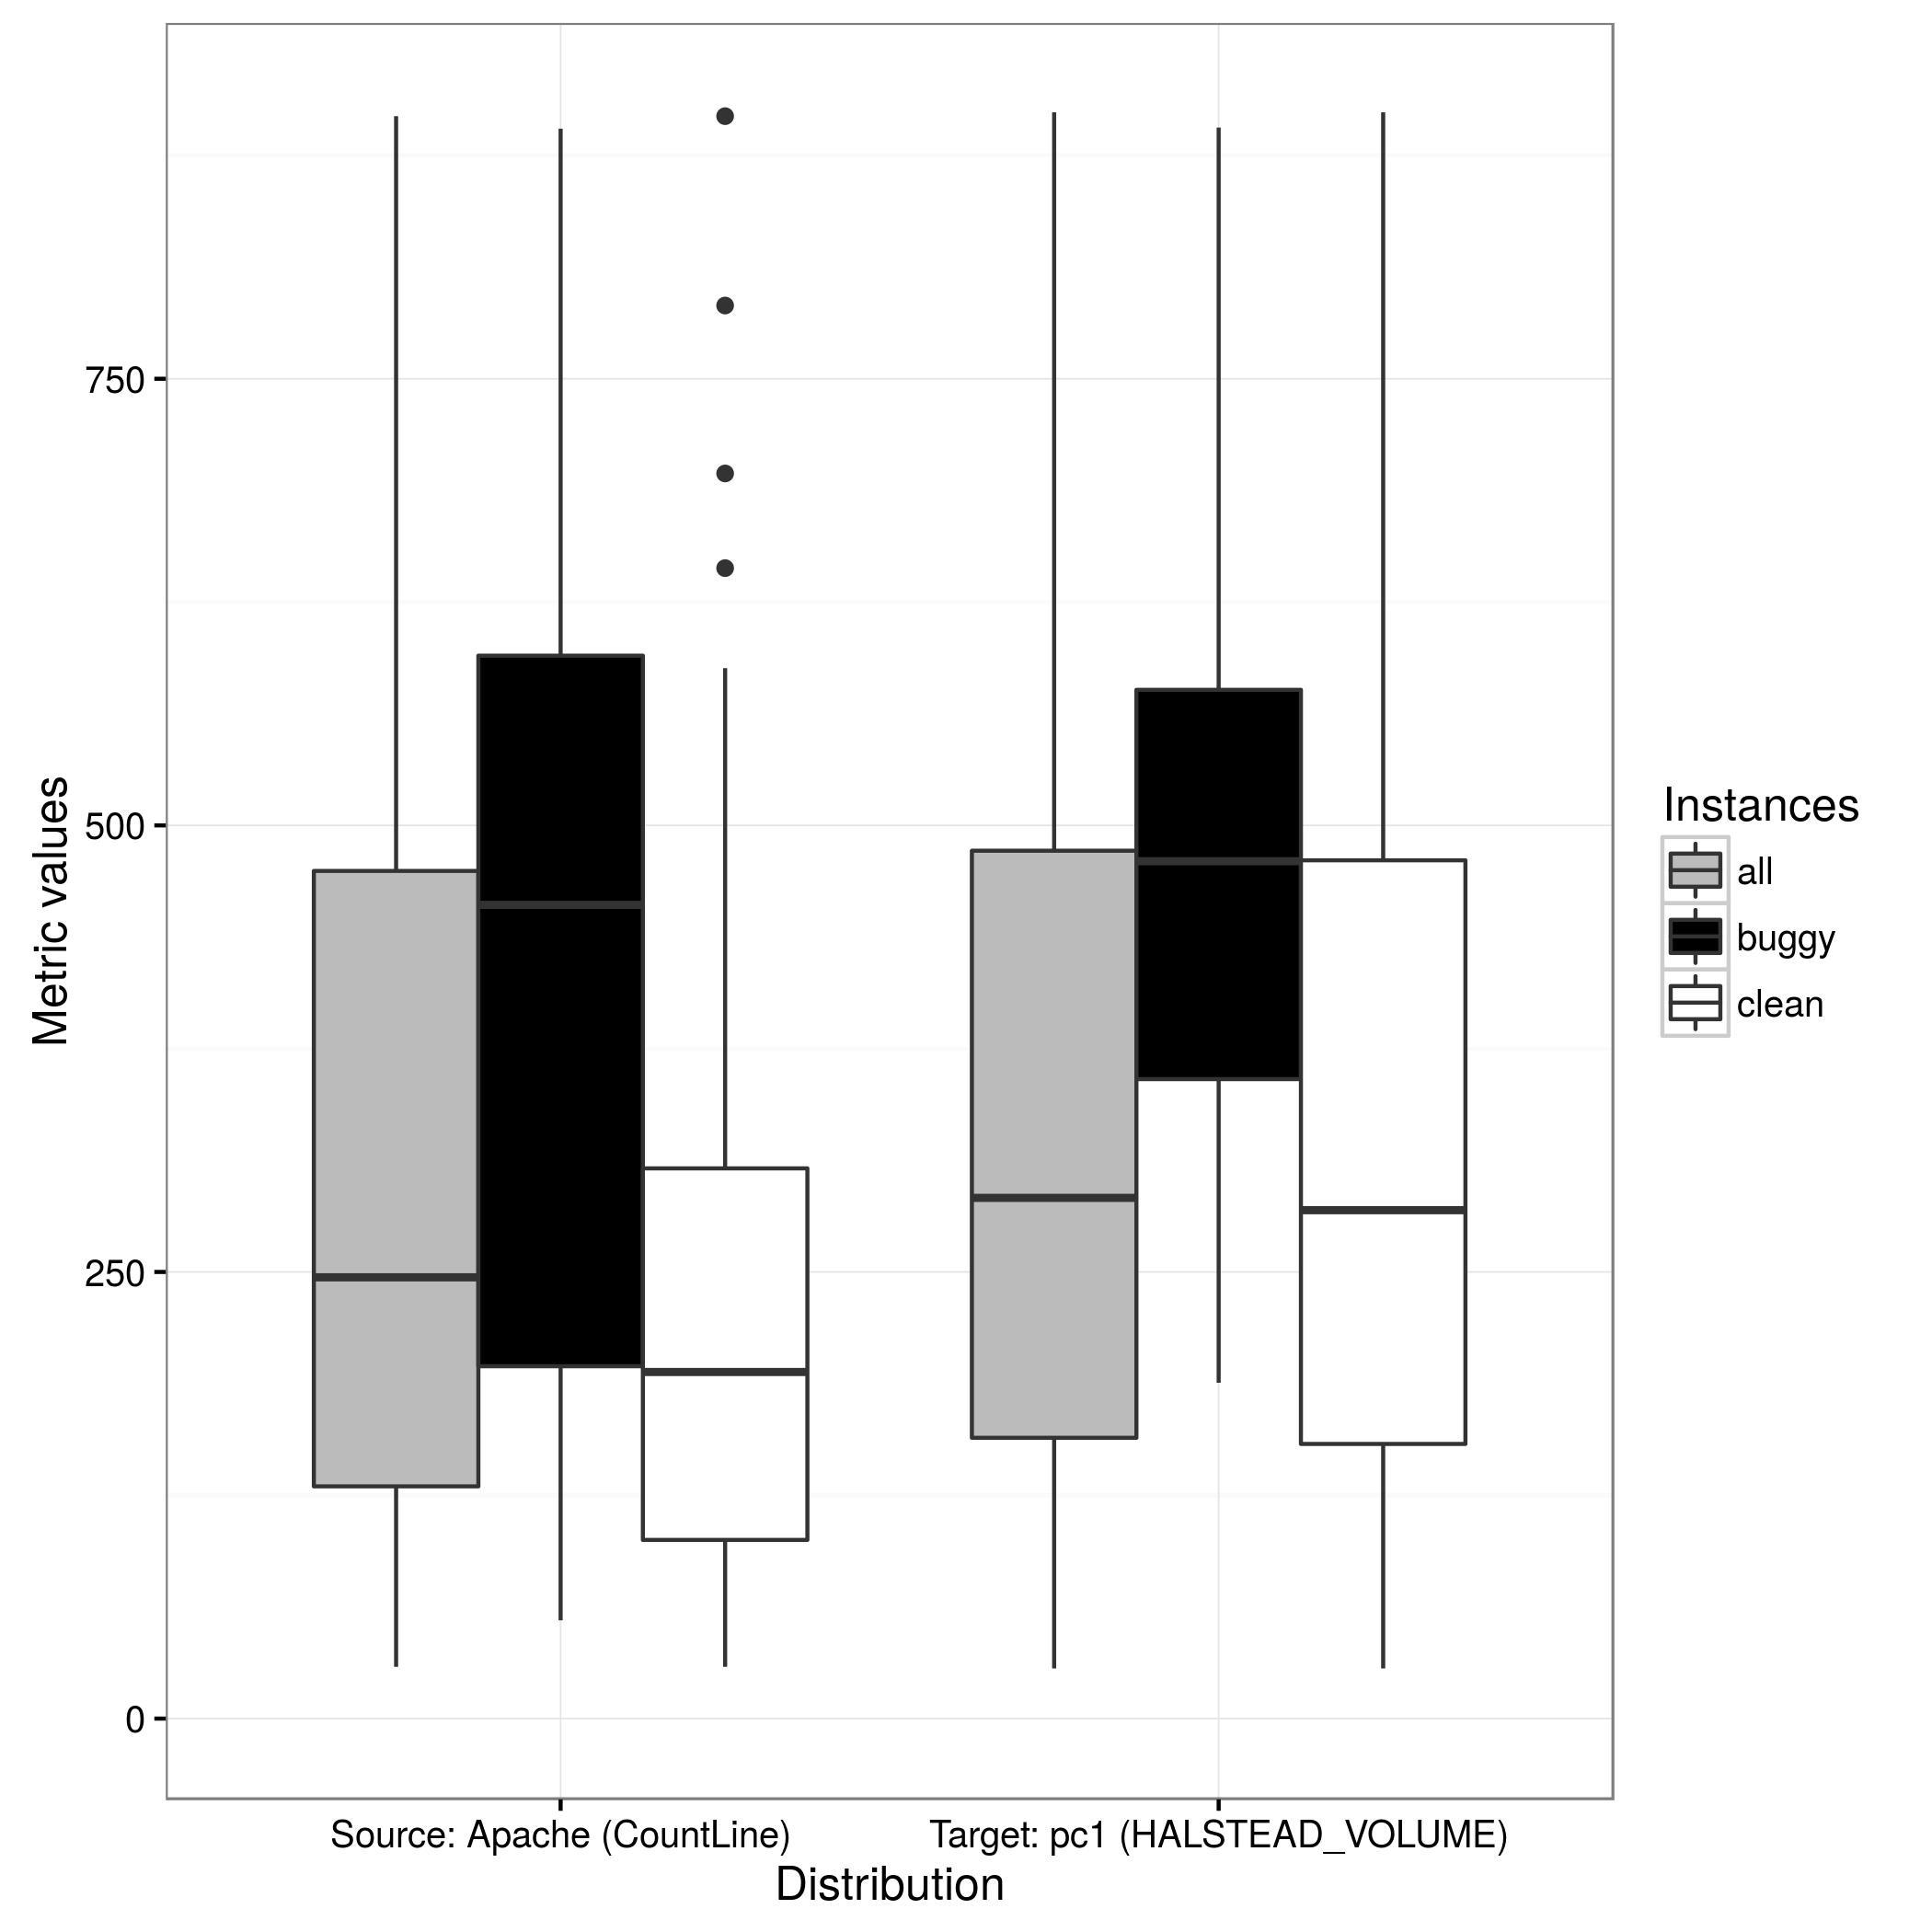 750
500
250
0
Metric values
Source: Apache (CountLine)
Target: pc1 (HALSTEAD_VOLUME)
Distribution
Instances
all
buggy
clean